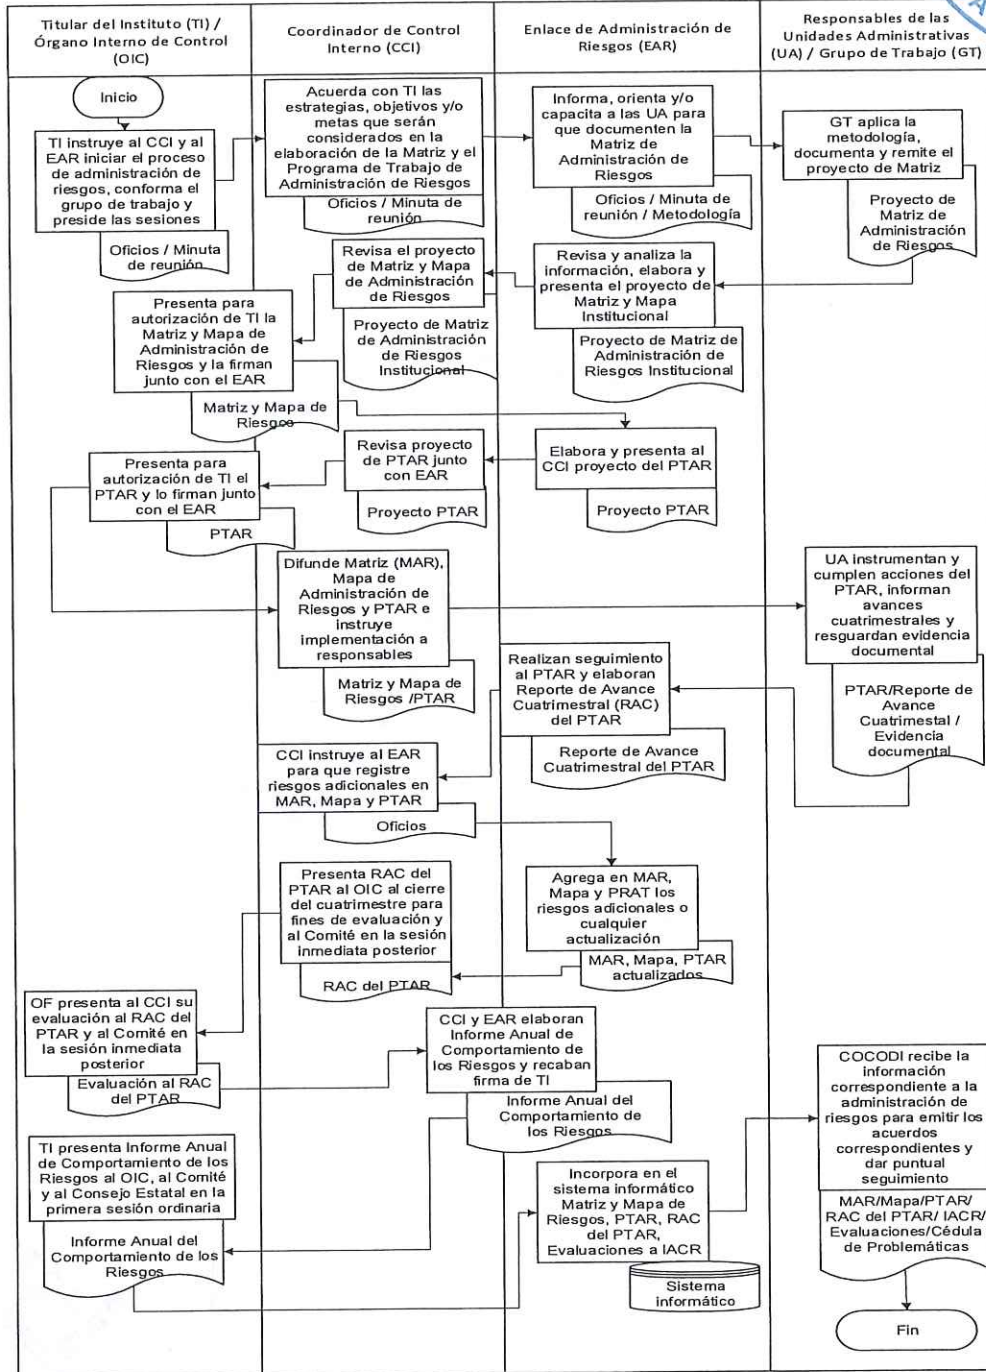 Titular del Instituto (TI) /
Órgano Interno de Control
(OIC)
Coordinador de Control
Interno (CCI)
Enlace de Administración de
Riesgos (EAR)
Responsables de las
Unidades Administrativas
(UA) / Grupo de Trabajo (GT)
Inicio
TI instruye al CCI y al
EAR iniciar el proceso
de administración de
riesgos, conforma el
grupo de trabajo y
preside las sesiones
Oficios / Minuta
de reunión
Acuerda con TI las
estrategias, objetivos y/o
metas que serán
considerados en la
elaboración de la Matriz y el
Programa de Trabajo de
Administración de Riesgos
Oficios / Minuta de
reunión
Informa, orienta y/o
capacita a las UA para
que documenten la
Matriz de
Administración de
Riesgos
Oficios / Minuta de
reunión / Metodología
GT aplica la
metodología,
documenta y remite el
proyecto de Matriz
Proyecto de
Matriz de
Administración
de Riesgos
Revisa y analiza la
información, elabora y
presenta el proyecto de
Matriz y Mapa
Institucional
Proyecto de Matriz de
Administración de
Riesgos Institucional
Revisa el proyecto
de Matriz y Mapa
de Administración
de Riesgos
Proyecto de Matriz
de Administración
de Riesgos
Institucional
Presenta para
autorización de TI la
Matriz y Mapa de
Administración de
Riesgos y la firman
junto con el EAR
Matriz y Mapa de
Riesgos
Elabora y presenta al
CCI proyecto del PTAR
Proyecto PTAR
Revisa proyecto
de PTAR junto
con EAR
Proyecto PTAR
Presenta para
autorización de TI el
PTAR y lo firman junto
con el EAR
PTAR
Difunde Matriz (MAR),
Mapa de
Administración de
Riesgos y PTAR e
instruye
implementación a
responsables
Matriz y Mapa de
Riesgos /PTAR
UA instrumentan y
cumplen acciones del
PTAR, informan
avances
cuatrimestrales y
resguardan evidencia
documental
PTAR/Reporte de
Avance
Cuatrimestal /
Evidencia
documental
Realizan seguimiento
al PTAR y elaboran
Reporte de Avance
Cuatrimestral (RAC)
del PTAR
Reporte de Avance
Cuatrimestral del PTAR
CCI instruye al EAR
para que registre
riesgos adicionales en
MAR, Mapa y PTAR
Oficios
Agrega en MAR,
Mapa y PRAT los
riesgos adicionales o
cualquier
actualización
MAR, Mapa, PTAR
actualizados
Presenta RAC del
PTAR al OIC al cierre
del cuatrimestre para
fines de evaluación y
al Comité en la sesión
inmediata posterior
RAC del PTAR
OF presenta al CCI su
evaluación al RAC del
PTAR y al Comité en
la sesión inmediata
posterior
Evaluación al RAC
del PTAR
CCI y EAR elaboran
Informe Anual de
Comportamiento de
los Riesgos y recaban
firma de TI
Informe Anual del
Comportamiento de
los Riesgos
TI presenta Informe Anual
de Comportamiento de los
Riesgos al OIC, al Comité
y al Consejo Estatal en la
primera sesión ordinaria
Informe Anual del
Comportamiento de los
Riesgos
Incorpora en el
sistema informático
Matriz y Mapa de
Riesgos, PTAR, RAC
del PTAR,
Evaluaciones a IACR
Sistema
informático
COCODI recibe la
información
correspondiente a la
administración de
riesgos para emitir los
acuerdos
correspondientes y
dar puntual
seguimiento
MAR/Mapa/PTAR/
RAC del PTAR/ IACR/
Evaluaciones/Cédula
de Problemáticas
Fin